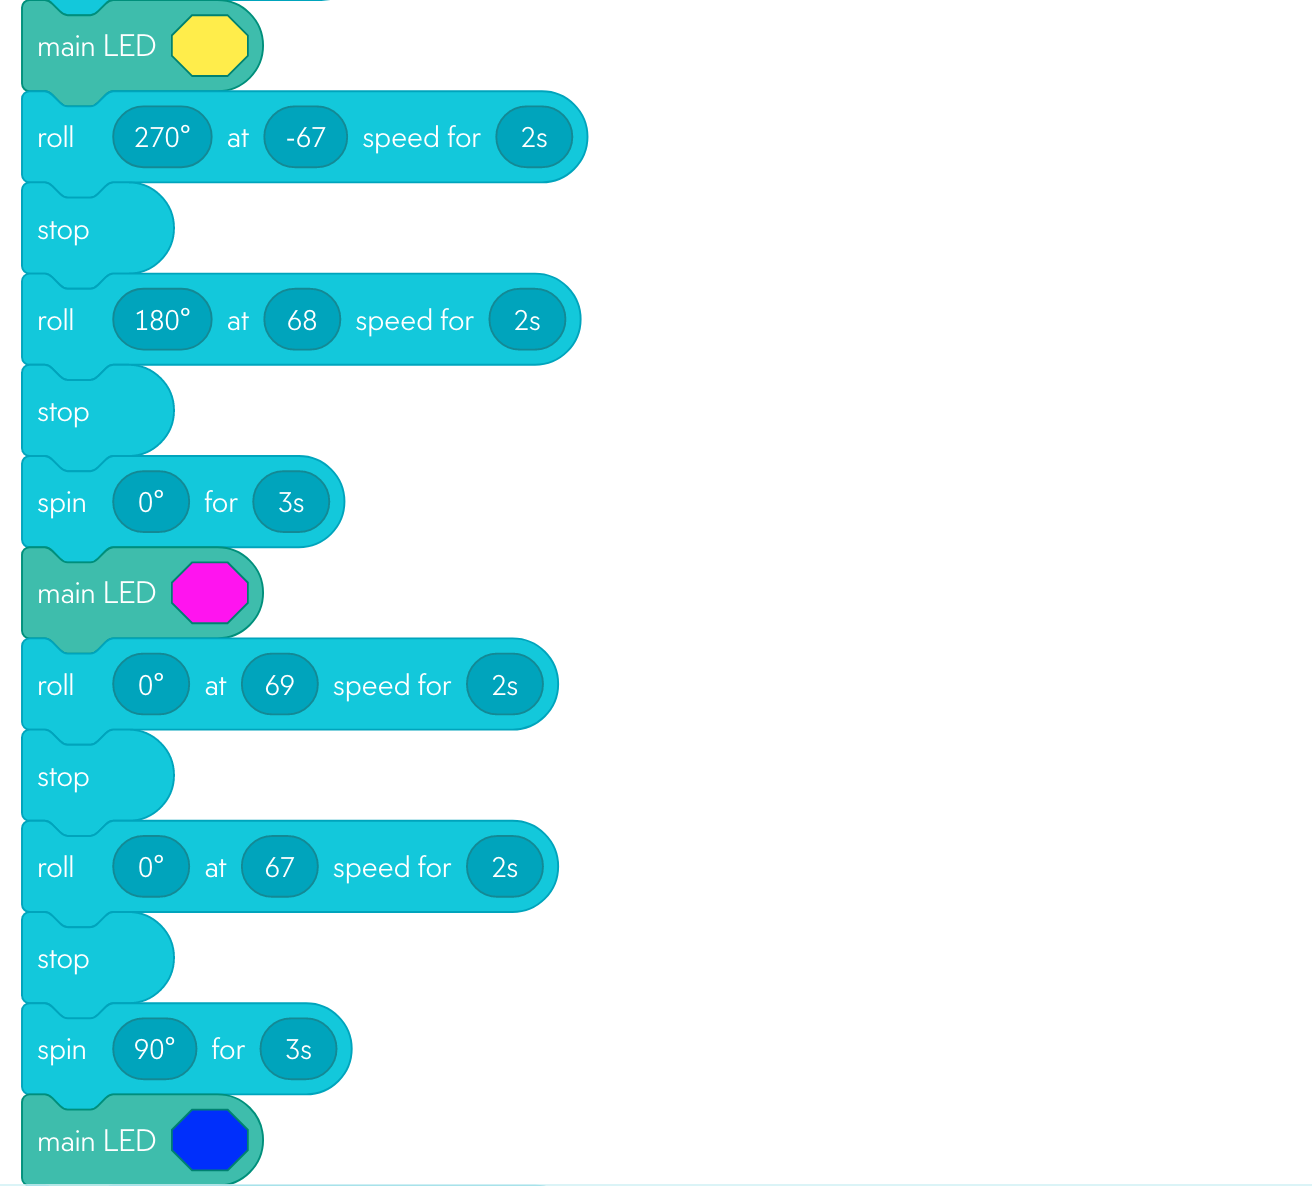 main LED
roll 270° at -67 speed for 2s
stop
roll 180° at 68 speed for 2s
stop
spin 0° for 3s
main LED
roll 0° at 69 speed for 2s
stop
roll 0° at 67 speed for 2s
stop
spin 90° for 3s
main LED